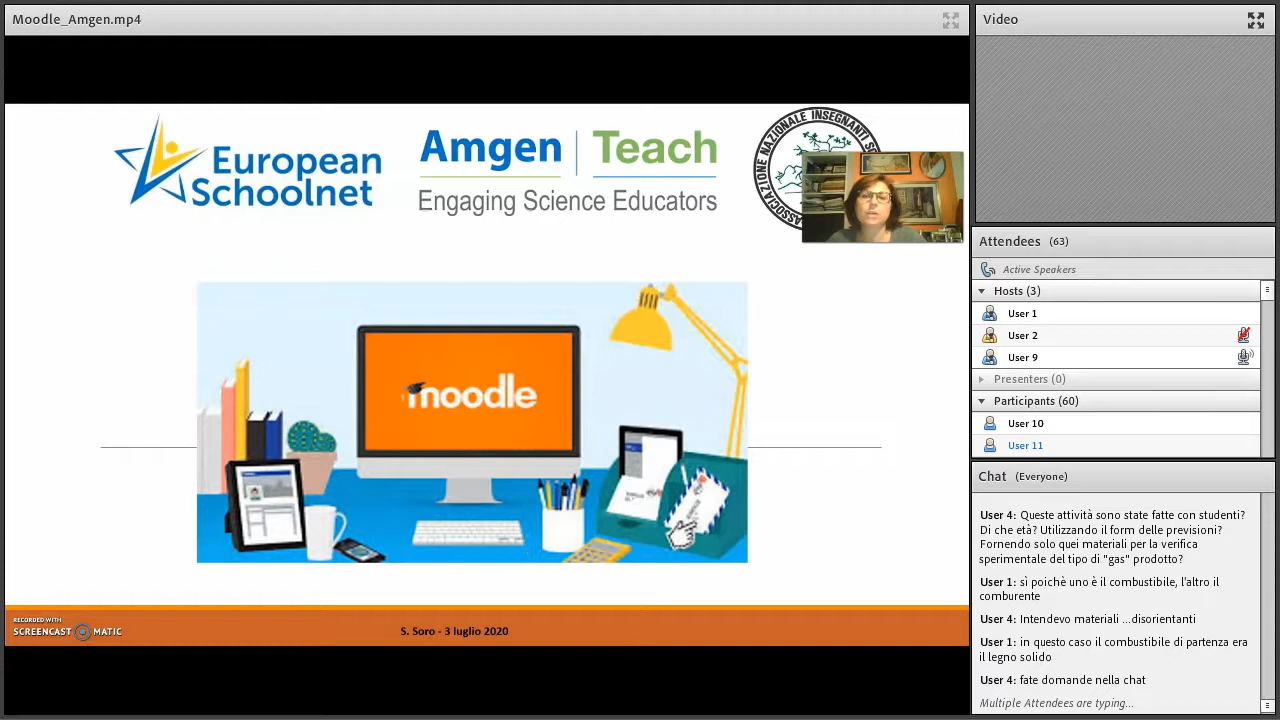 Moodle_Amgen.mp4
European
Schoolnet
Amgen | Teach
Engaging Science Educators
ASSOCIAZIONE NAZIONALE INSEGNANTI
moodle
RECORDED WITH
SCREENCAST MATIC
S. Soro - 3 luglio 2020
Video
Attendees (63)
Active Speakers
Hosts (3)
User 1
User 2
User 9
Presenters (0)
Participants (60)
User 10
User 11
Chat (Everyone)
User 4: Queste attività sono state fatte con studenti?
Di che età? Utilizzando il form delle previsioni?
Fornendo solo quei materiali per la verifica
sperimentale del tipo di "gas" prodotto?
User 1: sì poichè uno è il combustibile, l'altro il
comburente
User 4: Intendevo materiali ...disorientanti
User 1: in questo caso il combustibile di partenza era
il legno solido
User 4: fate domande nella chat
Multiple Attendees are typing...